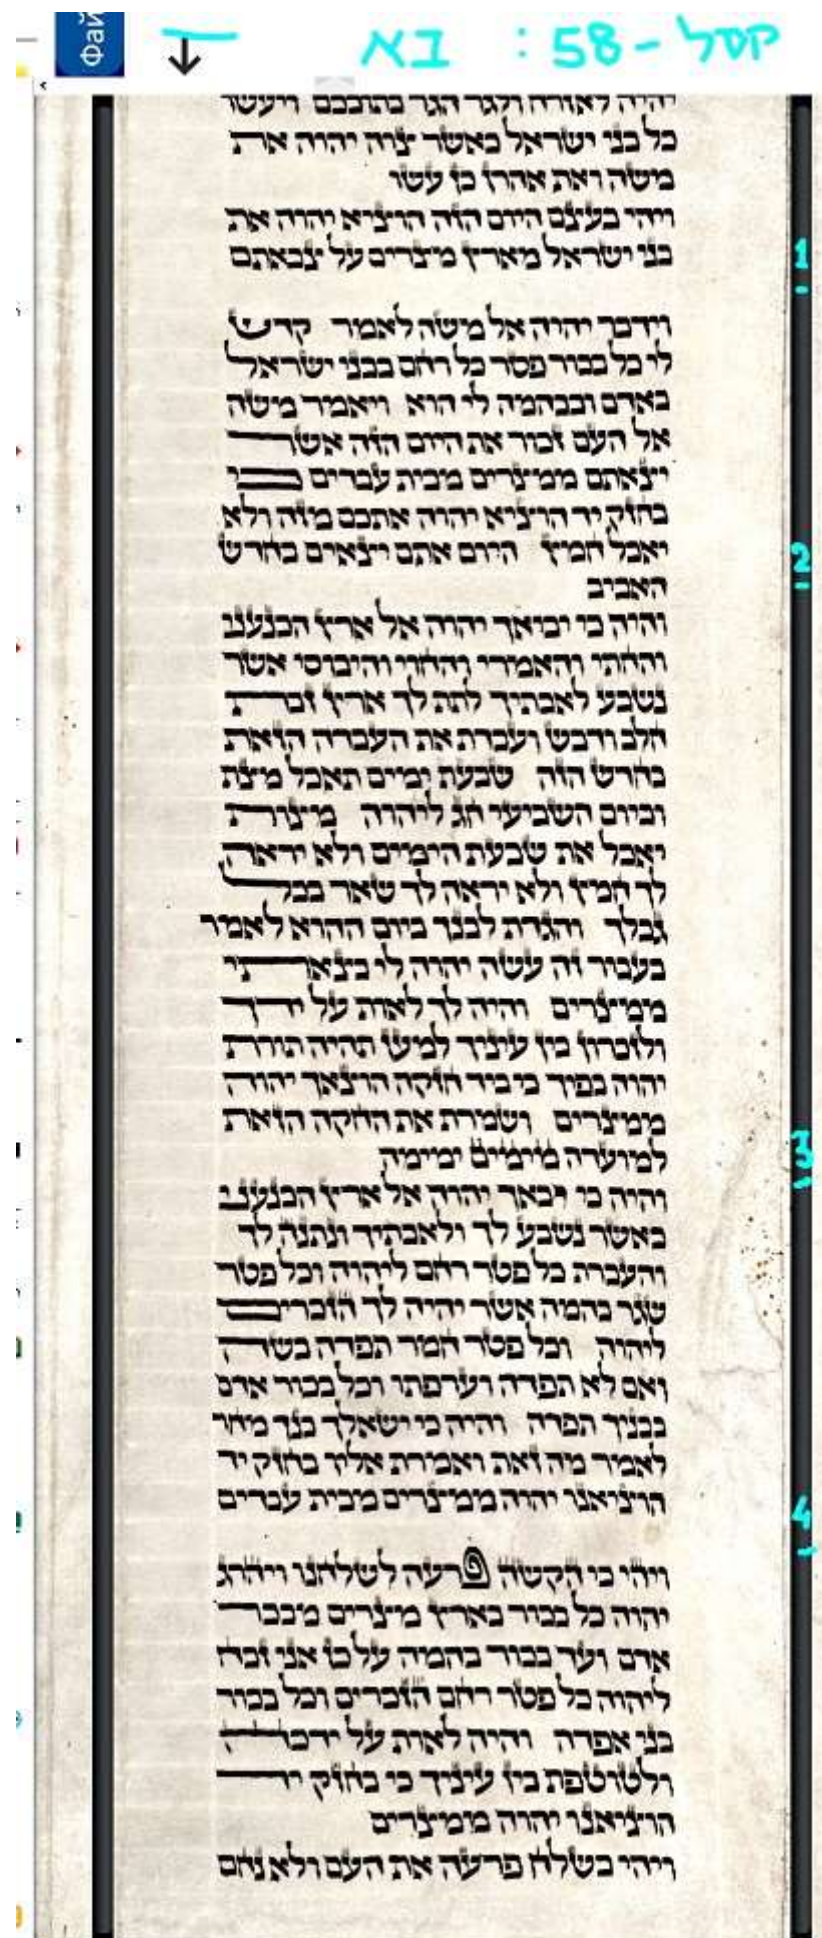 Фай
קסל - 58 : בא
יהיה לאזרח ולגר הגר בתוככם ויעשו
כל בני ישראל כאשר צוה יהוה את
משה ואת אהרן כן עשו
ויהי בעצם היום הזה הוציא יהוה את
בני ישראל מארץ מצרים על צבאתם
1
וידבר יהוה אל משה לאמר קדש
לי כל בכור פטר כל רחם בבני ישראל
באדם ובבהמה לי הוא ויאמר משה
אל העם זכור את היום הזה אשר
יצאתם ממצרים מבית עבדים כי
בחזק יד הוציא יהוה אתכם מזה ולא
יאכל חמץ היום אתם יצאים בחדש
2
האביב
והיה כי יביאך יהוה אל ארץ הכנעני
והחתי והאמרי והחוי והיבוסי אשר
נשבע לאבתיך לתת לך ארץ זבת
חלב ודבש ועבדת את העבדה הזאת
בחדש הזה שבעת ימים תאכל מצת
וביום השביעי חג ליהוה מצות
יאכל את שבעת הימים ולא יראה
לך חמץ ולא יראה לך שאר בכל
גבלך והגדת לבנך ביום ההוא לאמר
בעבור זה עשה יהוה לי בצאתי
ממצרים והיה לך לאות על ידך
ולזכרון בין עיניך למען תהיה תורת
יהוה בפיך כי ביד חזקה הוצאך יהוה
ממצרים ושמרת את החקה הזאת
למועדה מימים ימימה
3
והיה כי יבאך יהוה אל ארץ הכנעני
כאשר נשבע לך ולאבתיך ונתנה לך
והעברת כל פטר רחם ליהוה וכל פטר
שגר בהמה אשר יהיה לך הזכרים
ליהוה וכל פטר חמר תפדה בשה
ואם לא תפדה וערפתו וכל בכור אדם
בבניך תפדה והיה כי ישאלך בנך מחר
לאמר מה זאת ואמרת אליו בחזק יד
הוציאנו יהוה ממצרים מבית עבדים
4
ויהי כי הקשה פרעה לשלחנו ויהרג
יהוה כל בכור בארץ מצרים מבכר
אדם ועד בכור בהמה על כן אני זבח
ליהוה כל פטר רחם הזכרים וכל בכור
בני אפדה והיה לאות על ידכה
ולטוטפת בין עיניך כי בחזק יד
הוציאנו יהוה ממצרים
ויהי בשלח פרעה את העם ולא נחם